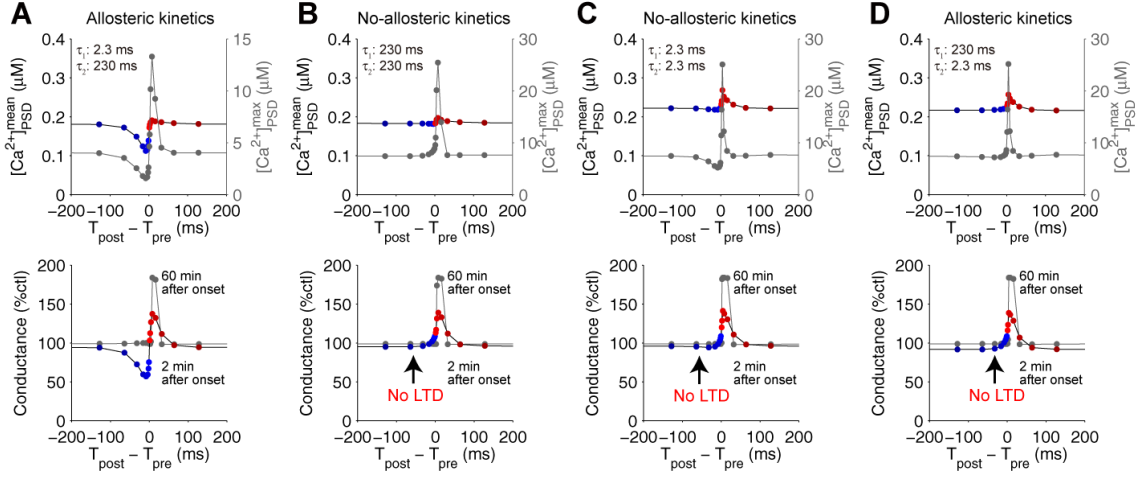 A
Allosteric kinetics
τ1: 2.3 ms
τ2: 230 ms
[Ca2+]mean PSD (μM)
0.4
0.3
0.2
0.1
0
[Ca2+]max PSD (μM)
15
10
5
0
−200
−100
0
100
200
Tpost − Tpre (ms)
B
No-allosteric kinetics
τ1: 230 ms
τ2: 230 ms
[Ca2+]mean PSD (μM)
0.4
0.3
0.2
0.1
0
[Ca2+]max PSD (μM)
30
20
10
0
−200
−100
0
100
200
Tpost − Tpre (ms)
C
No-allosteric kinetics
τ1: 2.3 ms
τ2: 2.3 ms
[Ca2+]mean PSD (μM)
0.4
0.3
0.2
0.1
0
[Ca2+]max PSD (μM)
30
20
10
0
−200
−100
0
100
200
Tpost − Tpre (ms)
D
Allosteric kinetics
τ1: 230 ms
τ2: 2.3 ms
[Ca2+]mean PSD (μM)
0.4
0.3
0.2
0.1
0
[Ca2+]max PSD (μM)
30
20
10
0
−200
−100
0
100
200
Tpost − Tpre (ms)
Conductance (%ctl)
200
150
100
50
0
60 min
after onset
2 min
after onset
−200
−100
0
100
200
Tpost − Tpre (ms)
Conductance (%ctl)
200
150
100
50
0
60 min
after onset
2 min
after onset
No LTD
−200
−100
0
100
200
Tpost − Tpre (ms)
Conductance (%ctl)
200
150
100
50
0
60 min
after onset
2 min
after onset
No LTD
−200
−100
0
100
200
Tpost − Tpre (ms)
Conductance (%ctl)
200
150
100
50
0
60 min
after onset
2 min
after onset
No LTD
−200
−100
0
100
200
Tpost − Tpre (ms)